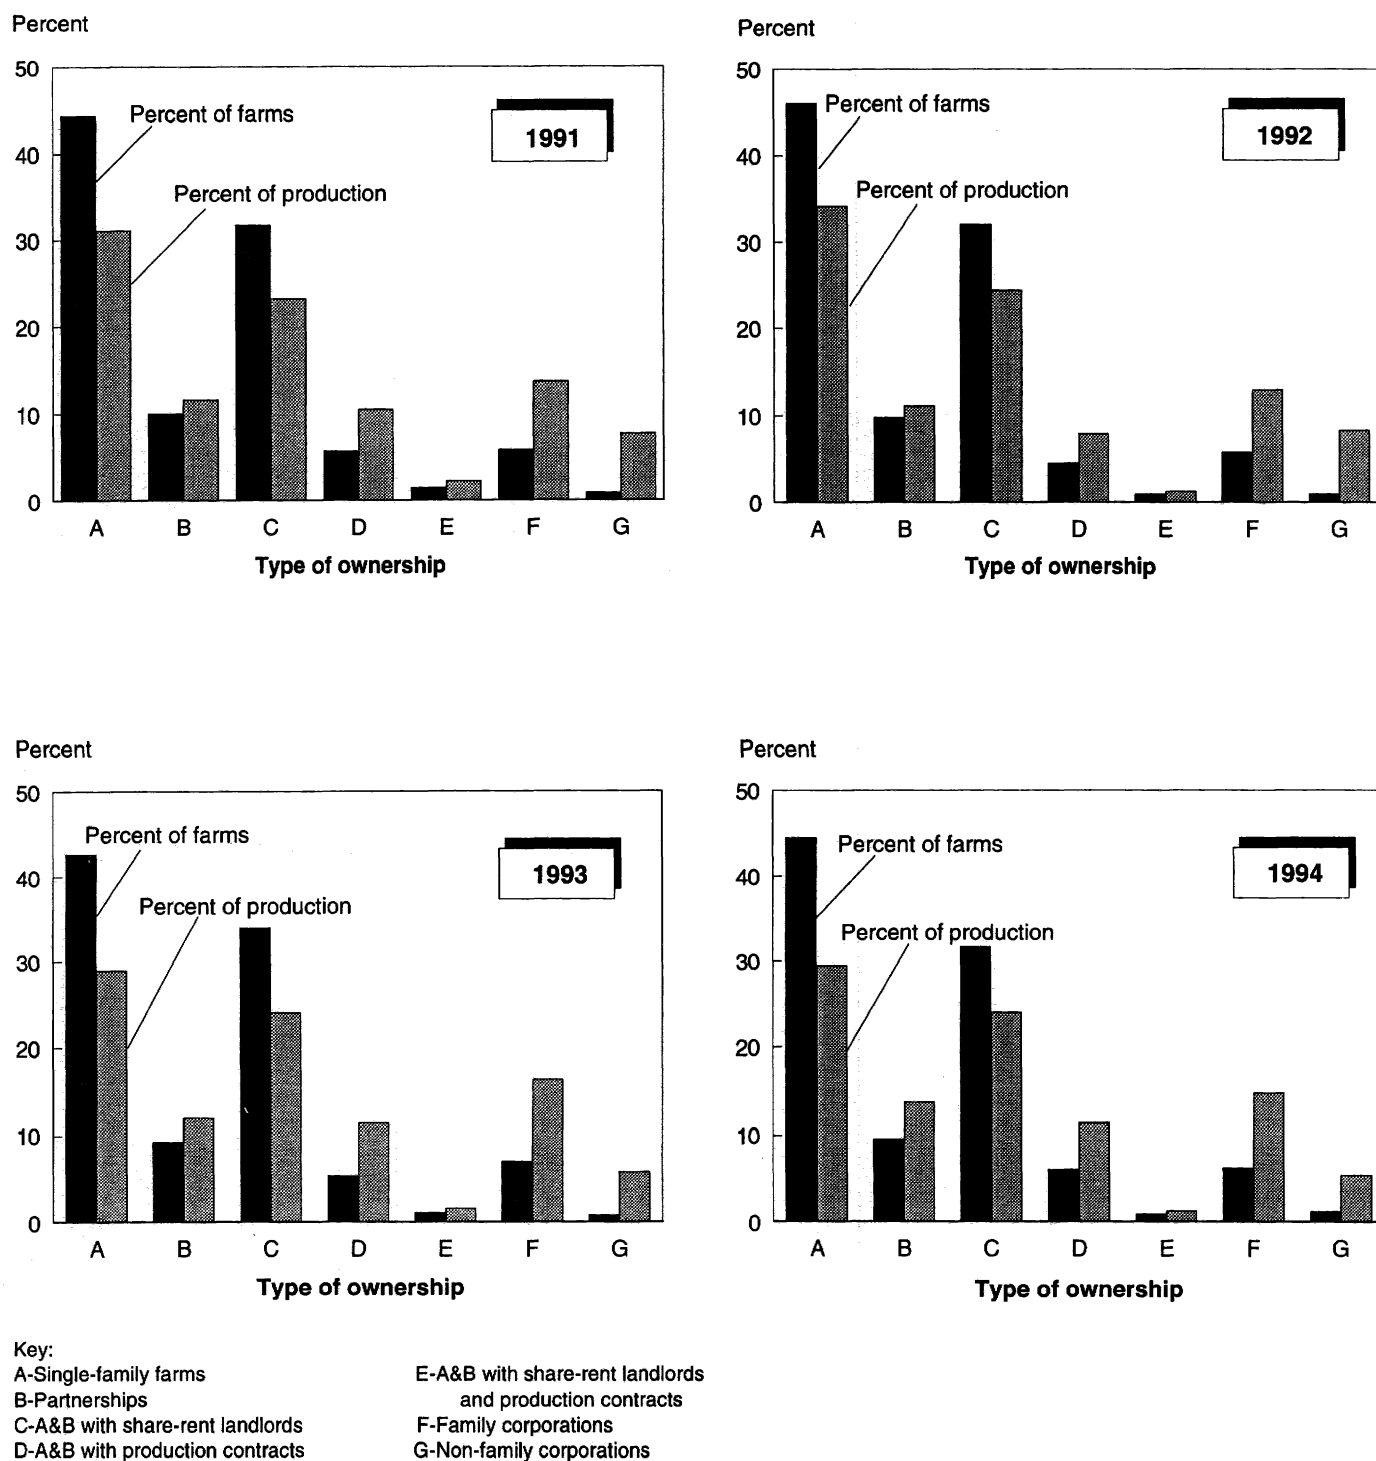 Percent
50
40
30
20
10
0
Percent of farms
Percent of production
1991
A B C D E F G
Type of ownership
Percent
50
40
30
20
10
0
Percent of farms
Percent of production
1992
A B C D E F G
Type of ownership
Percent
50
40
30
20
10
0
Percent of farms
Percent of production
1993
A B C D E F G
Type of ownership
Percent
50
40
30
20
10
0
Percent of farms
Percent of production
1994
A B C D E F G
Type of ownership
Key:
A-Single-family farms
B-Partnerships
C-A&B with share-rent landlords
D-A&B with production contracts
E-A&B with share-rent landlords
and production contracts
F-Family corporations
G-Non-family corporations